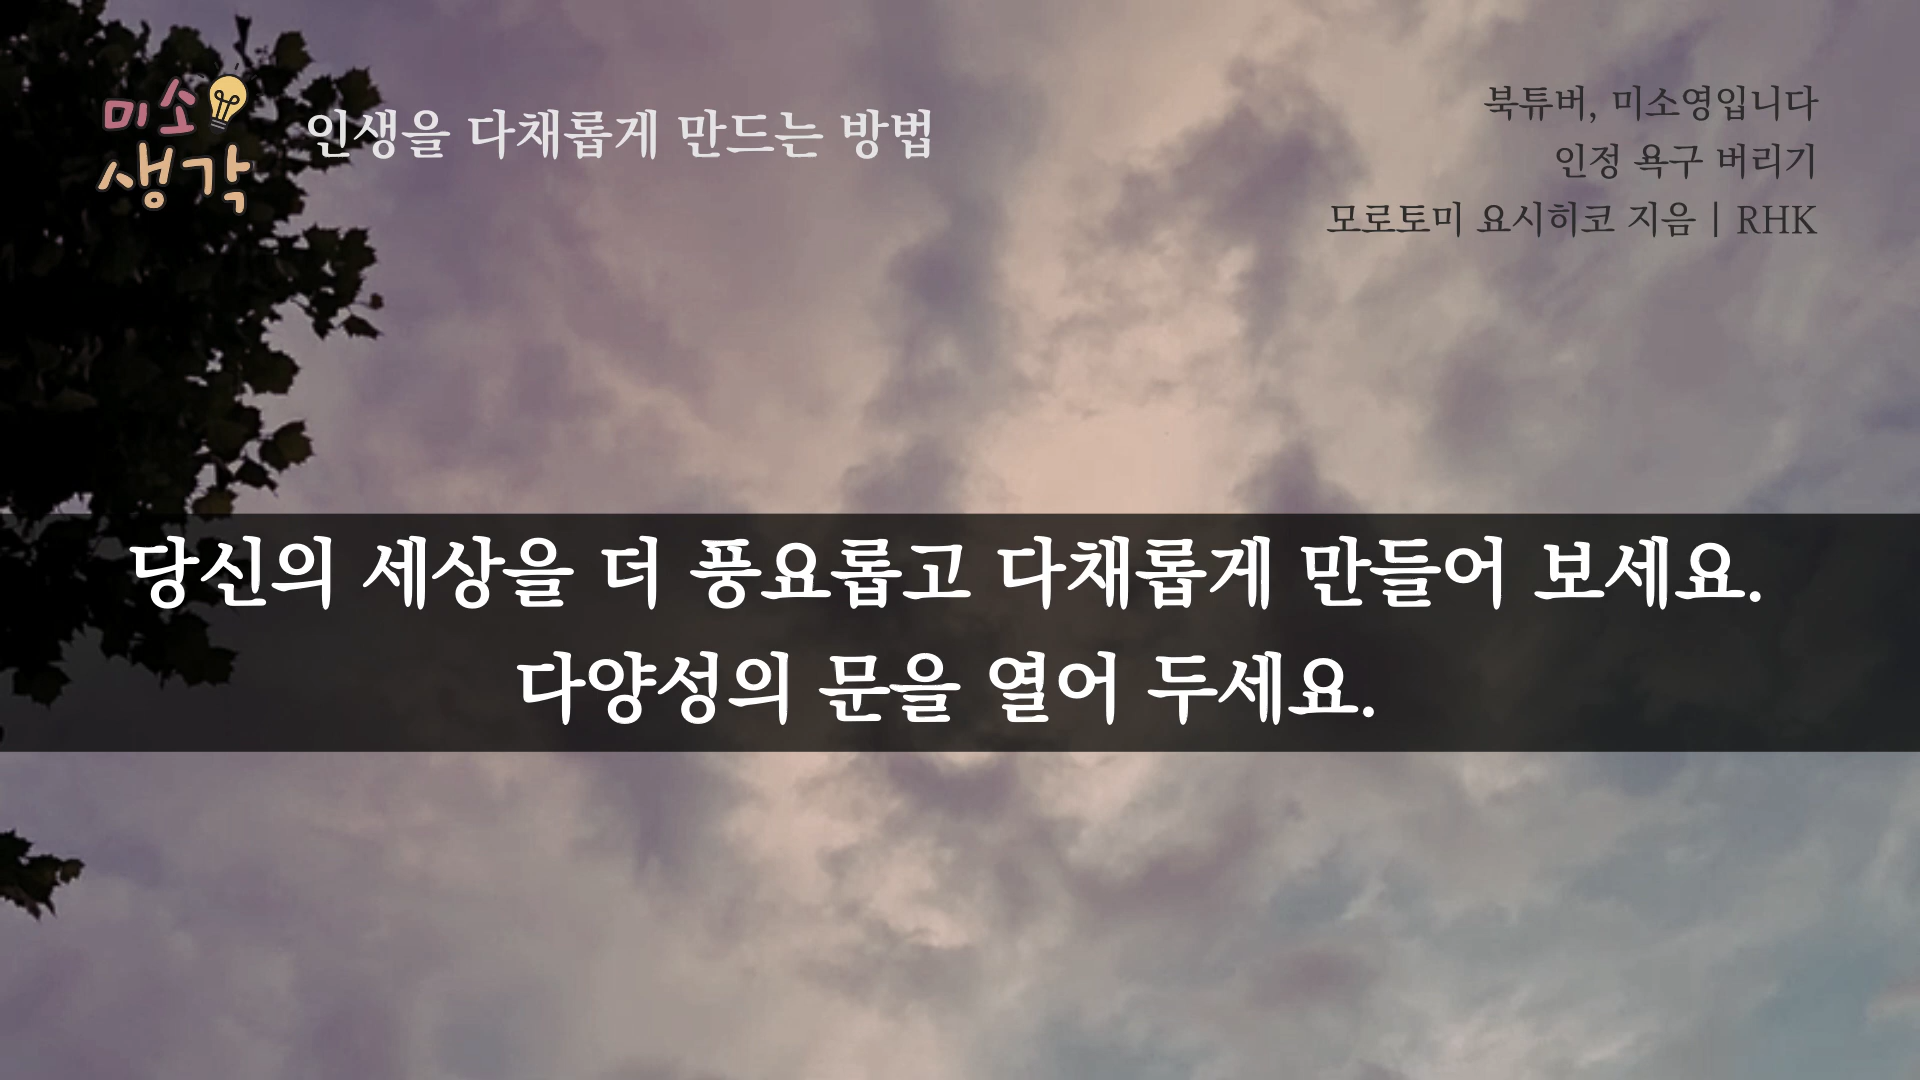 미소
생각
인생을 다채롭게 만드는 방법
북튜버, 미소영입니다
인정 욕구 버리기
모로토미 요시히코 지음 | RHK
당신의 세상을 더 풍요롭고 다채롭게 만들어 보세요.
다양성의 문을 열어 두세요.